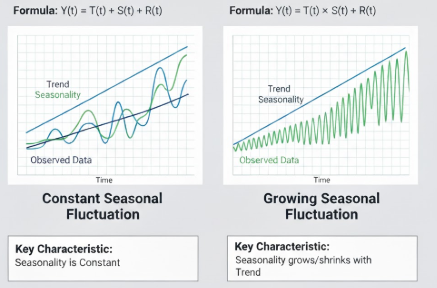 Formula: Y(t) = T(t) + S(t) + R(t)
Trend
Seasonality
Observed Data
Time
Constant Seasonal
Fluctuation
Key Characteristic:
Seasonality is Constant
Formula: Y(t) = T(t) × S(t) + R(t)
Trend
Seasonality
Observed Data
Time
Growing Seasonal
Fluctuation
Key Characteristic:
Seasonality grows/shrinks with
Trend